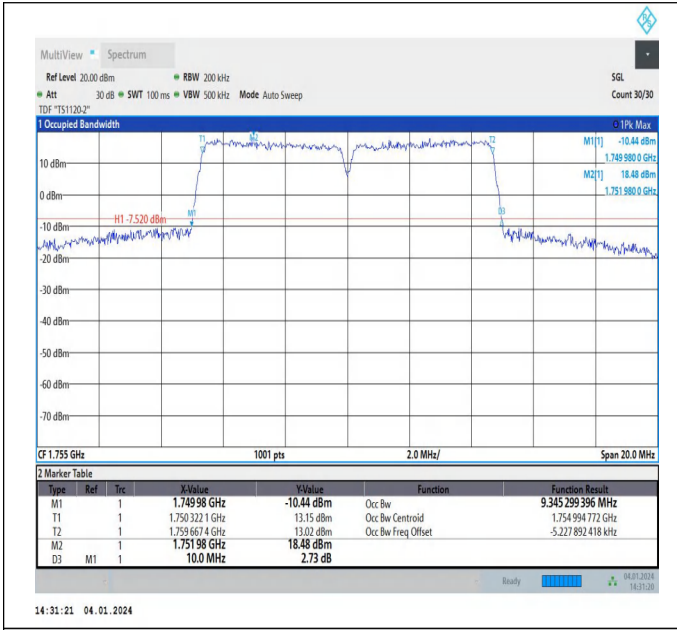 R S
MultiView Spectrum
Ref Level 20.00 dBm RBW 200 kHz SGL
Att 30 dB SWT 100 ms VBW 500 kHz Mode Auto Sweep Count 30/30
TDF "TS1120-2"
1 Occupied Bandwidth 1Pk Max
M1[1] -10.44 dBm
1.749 980 0 GHz
M2[1] 18.48 dBm
1.751 980 0 GHz
T1 M2 T2
10 dBm
0 dBm
M1 D3
H1 -7.520 dBm
-10 dBm
-20 dBm
-30 dBm
-40 dBm
-50 dBm
-60 dBm
-70 dBm
CF 1.755 GHz 1001 pts 2.0 MHz/ Span 20.0 MHz
2 Marker Table
Type Ref Trc X-Value Y-Value Function Function Result
M1 1 1.749 98 GHz -10.44 dBm Occ Bw 9.345 299 396 MHz
T1 1 1.750 322 1 GHz 13.15 dBm Occ Bw Centroid 1.754 994 772 GHz
T2 1 1.759 667 4 GHz 13.02 dBm Occ Bw Freq Offset -5.227 892 418 kHz
M2 1 1.751 98 GHz 18.48 dBm
D3 M1 1 10.0 MHz 2.73 dB
Ready 04.01.2024
14:31:20
14:31:21 04.01.2024